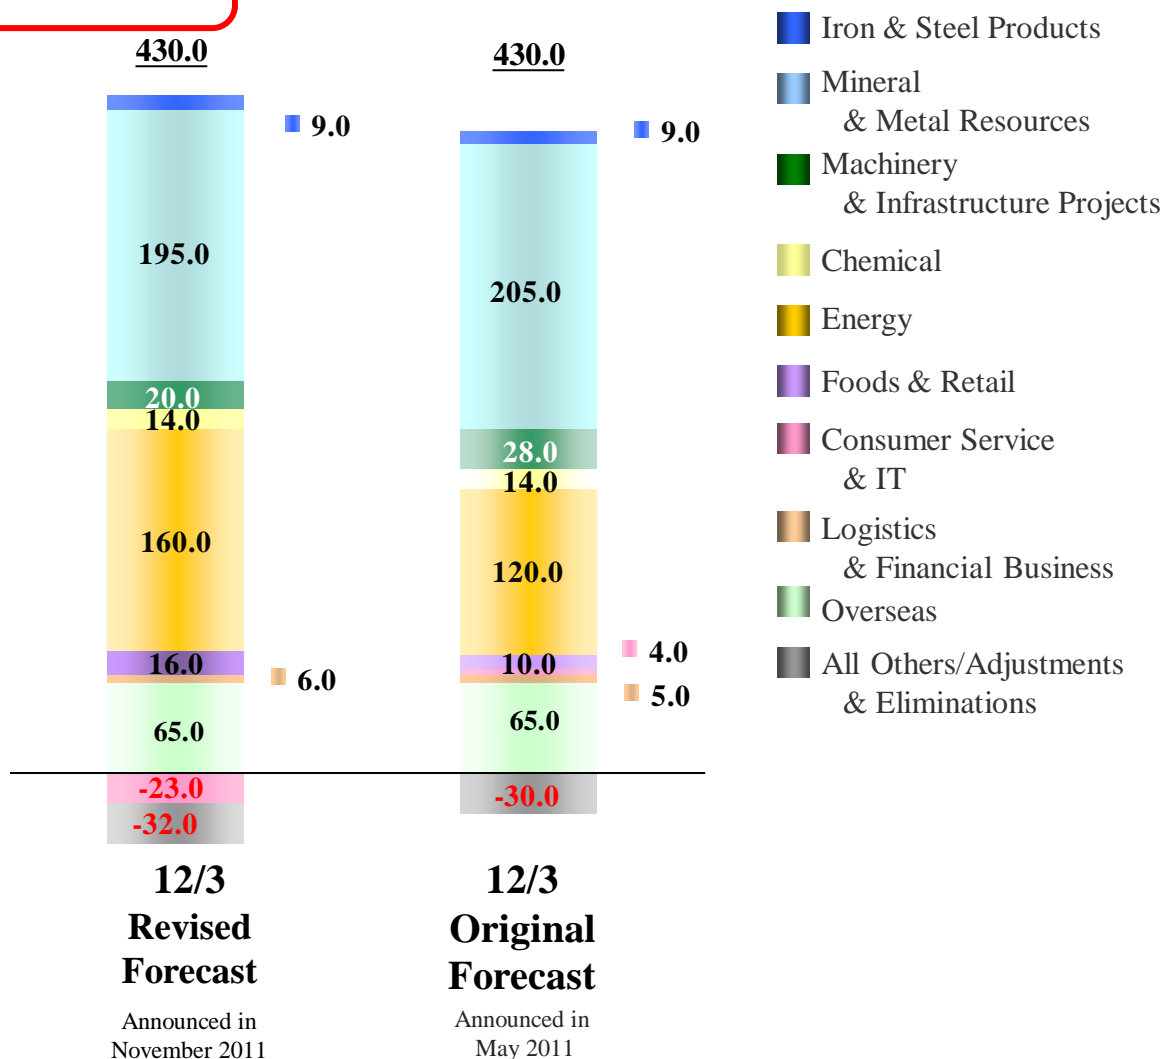 430.0
9.0
195.0
20.0
14.0
160.0
16.0
6.0
65.0
-23.0
-32.0
12/3
Revised
Forecast
Announced in
November 2011
430.0
9.0
205.0
28.0
14.0
120.0
4.0
10.0
5.0
65.0
-30.0
12/3
Original
Forecast
Announced in
May 2011
Iron & Steel Products
Mineral
& Metal Resources
Machinery
& Infrastructure Projects
Chemical
Energy
Foods & Retail
Consumer Service
& IT
Logistics
& Financial Business
Overseas
All Others/Adjustments
& Eliminations